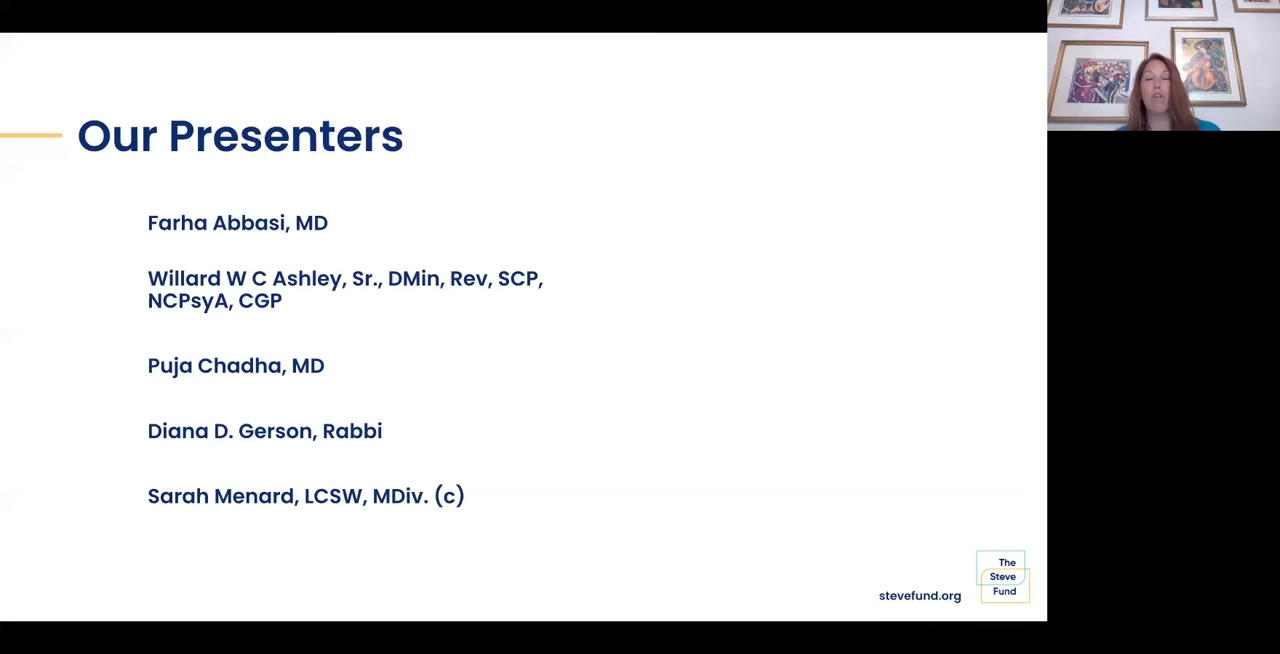 Our Presenters
Farha Abbasi, MD
Willard W C Ashley, Sr., DMin, Rev, SCP,
NCPsyA, CGP
Puja Chadha, MD
Diana D. Gerson, Rabbi
Sarah Menard, LCSW, MDiv. (c)
stevefund.org
The
Steve
Fund